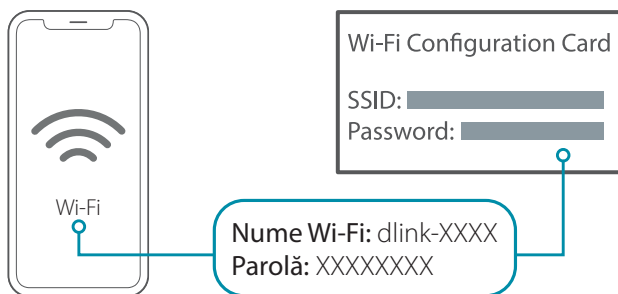 Wi-Fi Configuration Card
SSID:
Password:
Wi-Fi
Nume Wi-Fi: dlink-XXXX
Parolă: XXXXXXXX